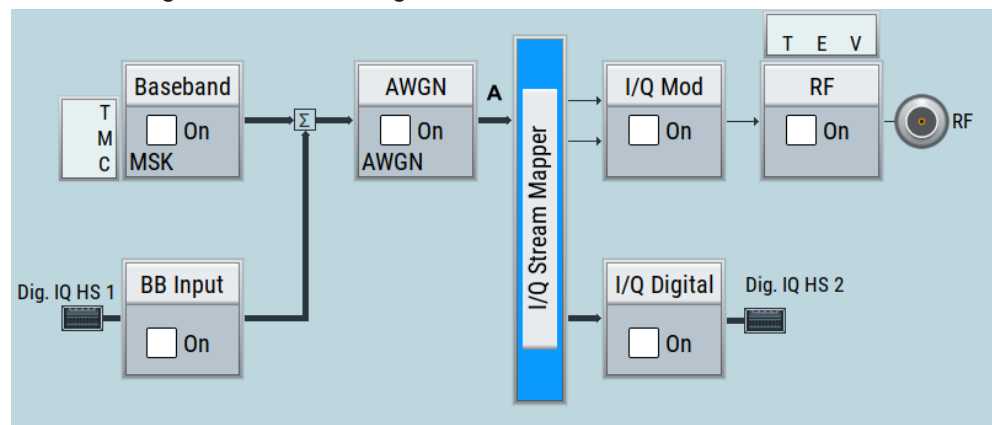 T E V
Baseband
On
MSK
T
M
C
Σ
AWGN
On
AWGN
A
I/Q Stream Mapper
I/Q Mod
On
RF
On
RF
Dig. IQ HS 1
BB Input
On
I/Q Digital
On
Dig. IQ HS 2